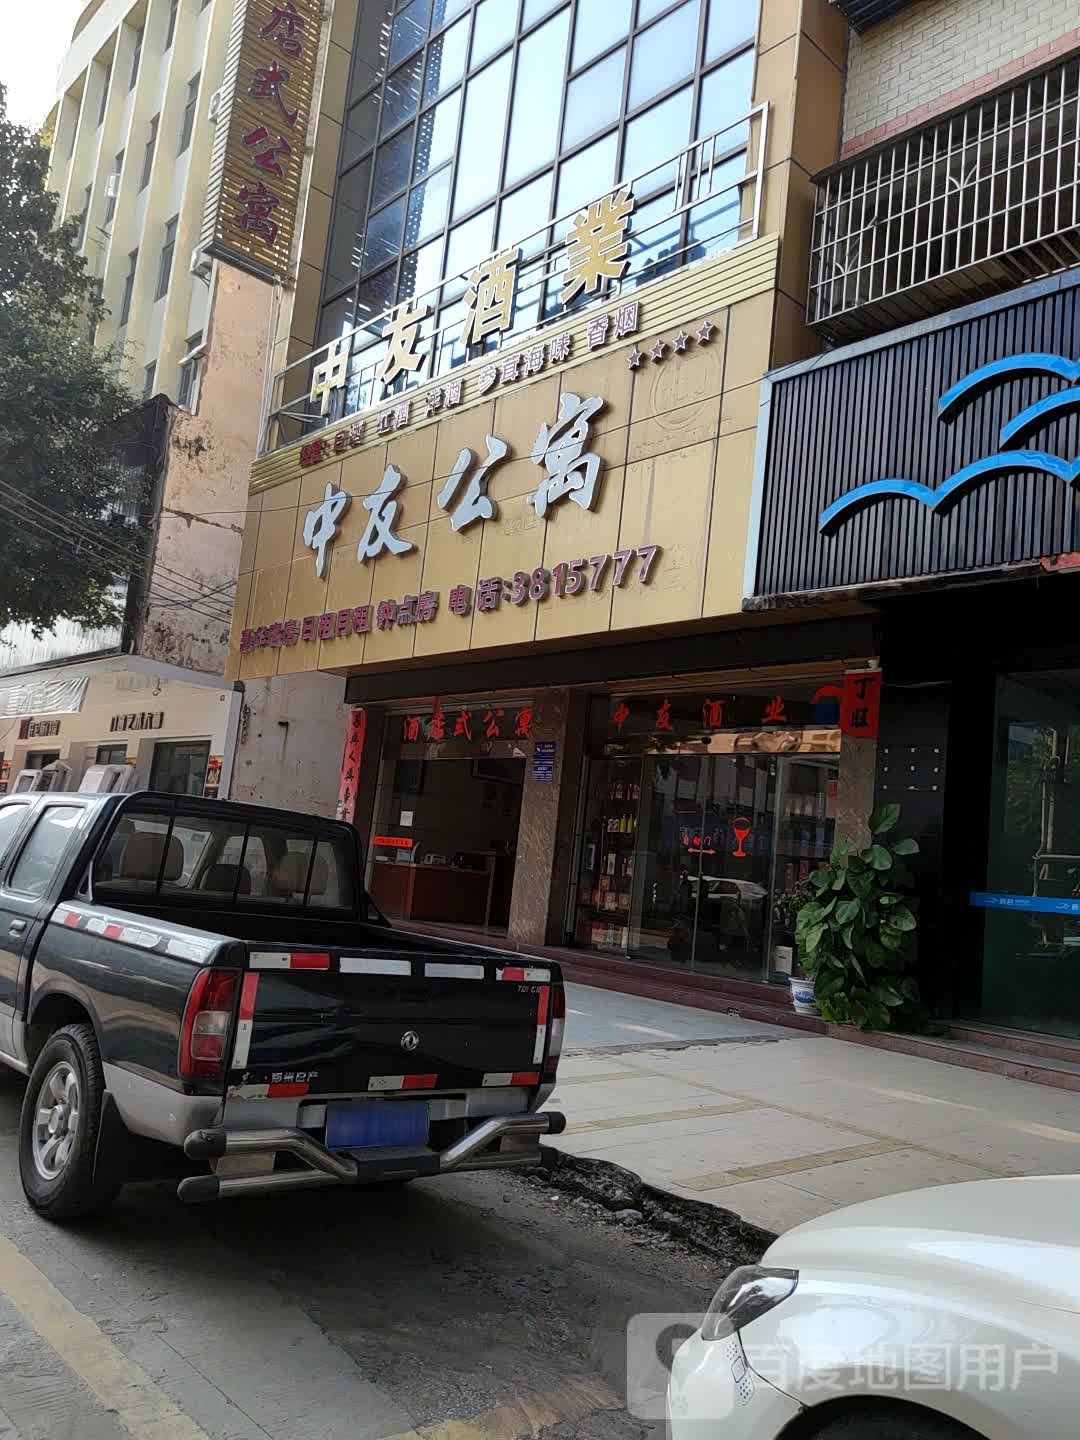 店式公寓
中友酒業
白酒 红酒 洋酒 参茸海味 香烟
中友公寓
日租月租 钟点房 电话:3815777
酒店式公寓
中友酒业
丁旺
TDI
郑州日产
百度地图用户